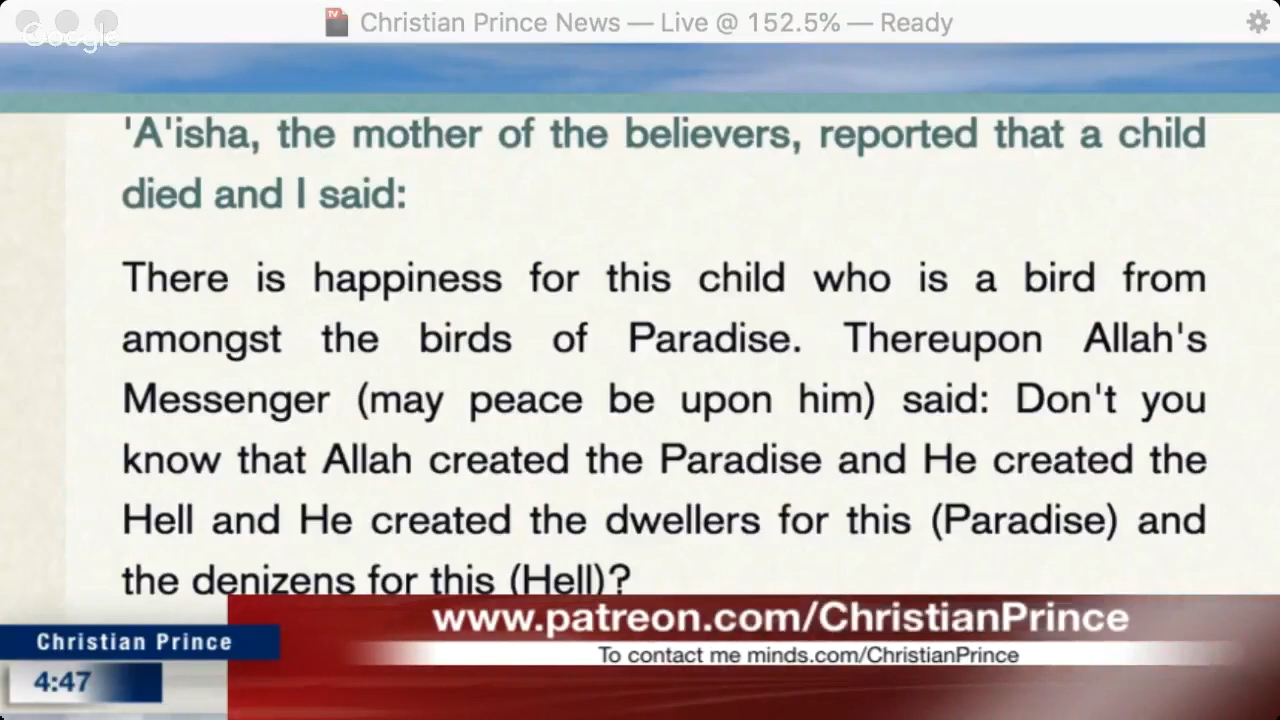 Christian Prince News — Live @ 152.5% — Ready
Google
'A'isha, the mother of the believers, reported that a child
died and I said:
There is happiness for this child who is a bird from
amongst the birds of Paradise. Thereupon Allah's
Messenger (may peace be upon him) said: Don't you
know that Allah created the Paradise and He created the
Hell and He created the dwellers for this (Paradise) and
the denizens for this (Hell)?
www.patreon.com/ChristianPrince
Christian Prince
To contact me minds.com/ChristianPrince
4:47